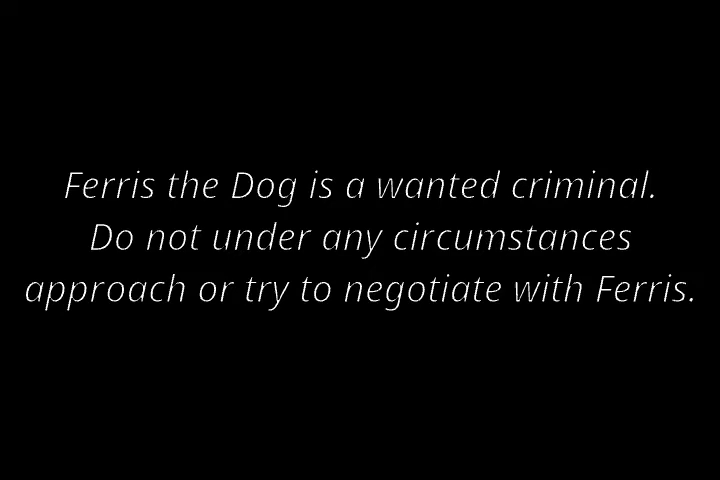 Ferris the Dog is a wanted criminal.
Do not under any circumstances
approach or try to negotiate with Ferris.